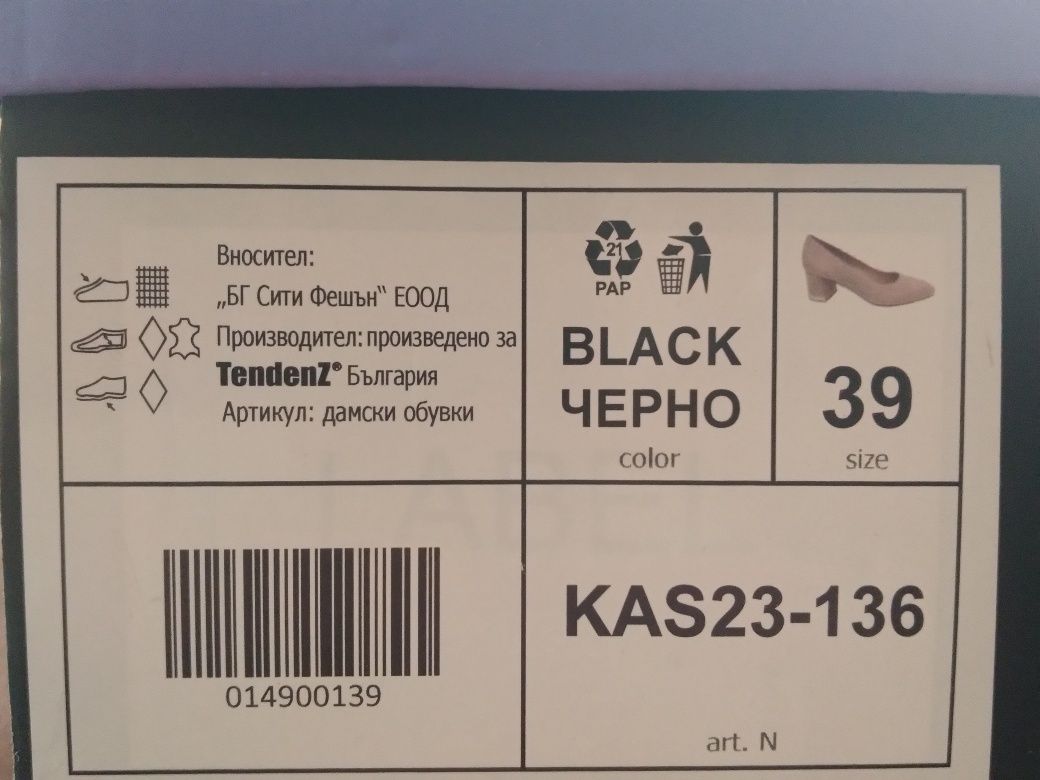 Вносител:
„БГ Сити Фешън“ ЕООД
Производител: произведено за
TendenZ® България
Артикул: дамски обувки
21
PAP
BLACK
ЧЕРНО
color
39
size
014900139
KAS23-136
art. N